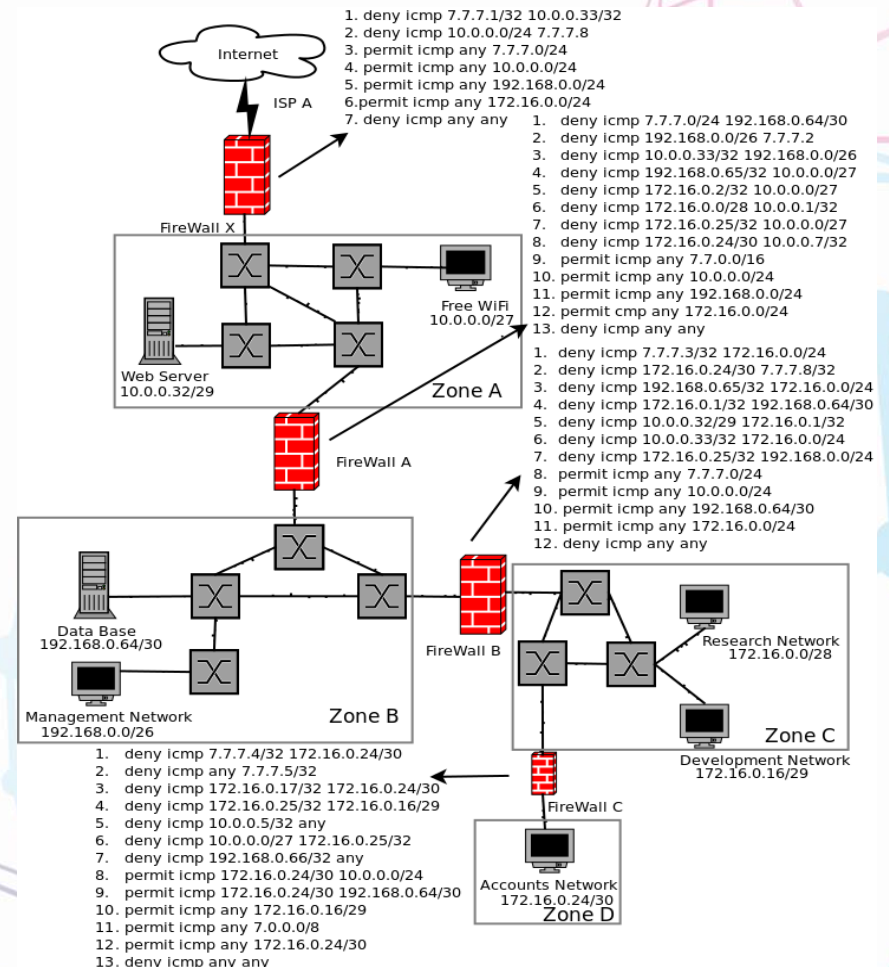 1. deny icmp 7.7.7.1/32 10.0.0.33/32
2. deny icmp 10.0.0.0/24 7.7.7.8
3. permit icmp any 7.7.7.0/24
4. permit icmp any 10.0.0.0/24
5. permit icmp any 192.168.0.0/24
6.permit icmp any 172.16.0.0/24
7. deny icmp any any
Internet
ISP A
FireWall X
1. deny icmp 7.7.7.0/24 192.168.0.64/30
2. deny icmp 192.168.0.0/26 7.7.7.2
3. deny icmp 10.0.0.33/32 192.168.0.0/26
4. deny icmp 192.168.0.65/32 10.0.0.0/27
5. deny icmp 172.16.0.2/32 10.0.0.0/27
6. deny icmp 172.16.0.0/28 10.0.0.1/32
7. deny icmp 172.16.0.25/32 10.0.0.0/27
8. deny icmp 172.16.0.24/30 10.0.0.7/32
9. permit icmp any 7.7.0.0/16
10. permit icmp any 10.0.0.0/24
11. permit icmp any 192.168.0.0/24
12. permit cmp any 172.16.0.0/24
13. deny icmp any any
Free WiFi
10.0.0.0/27
Web Server
10.0.0.32/29
Zone A
FireWall A
1. deny icmp 7.7.7.3/32 172.16.0.0/24
2. deny icmp 172.16.0.24/30 7.7.7.8/32
3. deny icmp 192.168.0.65/32 172.16.0.0/24
4. deny icmp 172.16.0.1/32 192.168.0.64/30
5. deny icmp 10.0.0.32/29 172.16.0.1/32
6. deny icmp 10.0.0.33/32 172.16.0.0/24
7. deny icmp 172.16.0.25/32 192.168.0.0/24
8. permit icmp any 7.7.7.0/24
9. permit icmp any 10.0.0.0/24
10. permit icmp any 192.168.0.64/30
11. permit icmp any 172.16.0.0/24
12. deny icmp any any
Data Base
192.168.0.64/30
Management Network
192.168.0.0/26
Zone B
FireWall B
Research Network
172.16.0.0/28
Zone C
Development Network
172.16.0.16/29
1. deny icmp 7.7.7.4/32 172.16.0.24/30
2. deny icmp any 7.7.7.5/32
3. deny icmp 172.16.0.17/32 172.16.0.24/30
4. deny icmp 172.16.0.25/32 172.16.0.16/29
5. deny icmp 10.0.0.5/32 any
6. deny icmp 10.0.0.0/27 172.16.0.25/32
7. deny icmp 192.168.0.66/32 any
8. permit icmp 172.16.0.24/30 10.0.0.0/24
9. permit icmp 172.16.0.24/30 192.168.0.64/30
10. permit icmp any 172.16.0.16/29
11. permit icmp any 7.0.0.0/8
12. permit icmp any 172.16.0.24/30
13. deny icmp any any
FireWall C
Accounts Network
172.16.0.24/30
Zone D